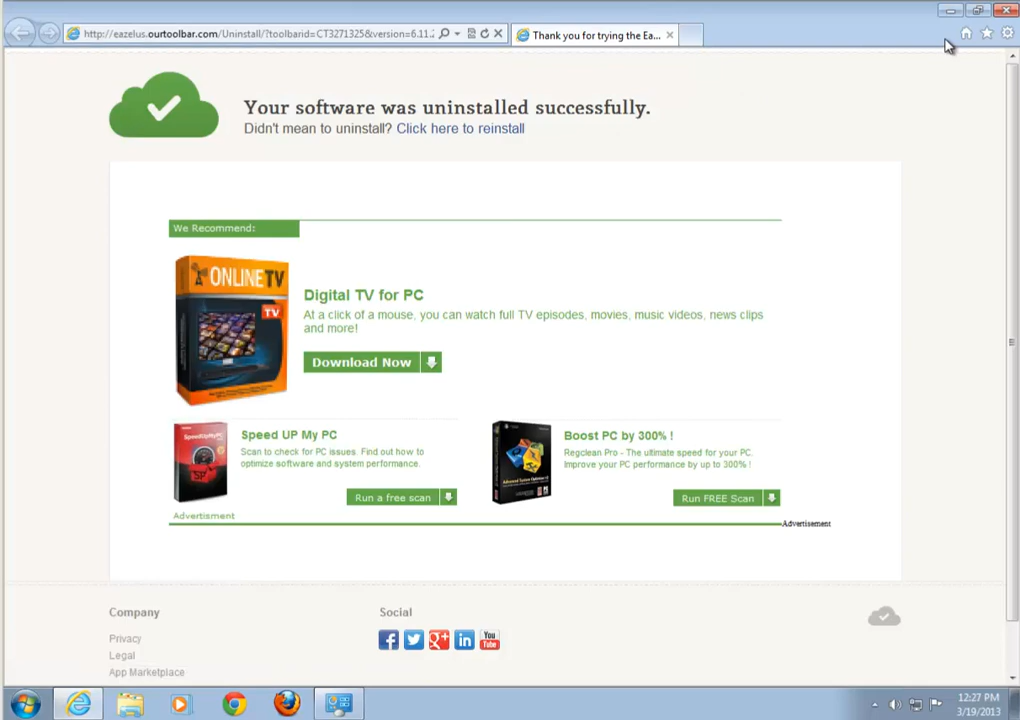 http://eazelus.ourtoolbar.com/Uninstall/?toolbarid=CT3271325&version=6.11.
Thank you for trying the Ea...
Your software was uninstalled successfully.
Didn't mean to uninstall? Click here to reinstall
We Recommend:
ONLINE TV
TV
Digital TV for PC
At a click of a mouse, you can watch full TV episodes, movies, music videos, news clips
and more!
Download Now
SpeedUpMyPC
SP
Speed UP My PC
Scan to check for PC issues. Find out how to
optimize software and system performance.
Run a free scan
Advertisment
Boost PC by 300% !
Regclean Pro - The ultimate speed for your PC.
Improve your PC performance by up to 300% !
Run FREE Scan
Advertisement
Company
Privacy
Legal
App Marketplace
Social
You
Tube
12:27 PM
3/19/2013